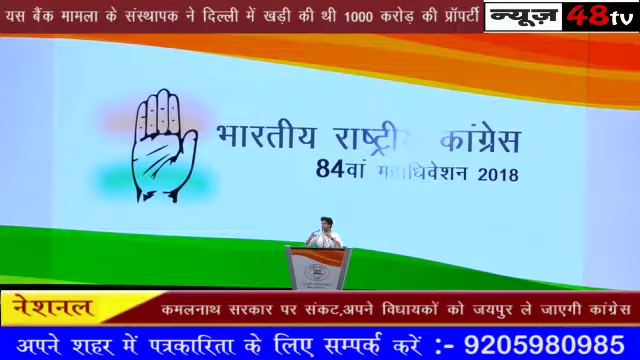 यस बैंक मामला के संस्थापक ने दिल्ली में खड़ी की थी 1000 करोड़ की प्रॉपर्टी
न्यूज़ 48tv
भारतीय राष्ट्रीय कांग्रेस
84वां महाधिवेशन 2018
नेशनल
कमलनाथ सरकार पर संकट,अपने विधायकों को जयपुर ले जाएगी कांग्रेस
अपने शहर में पत्रकारिता के लिए सम्पर्क करें :- 9205980985